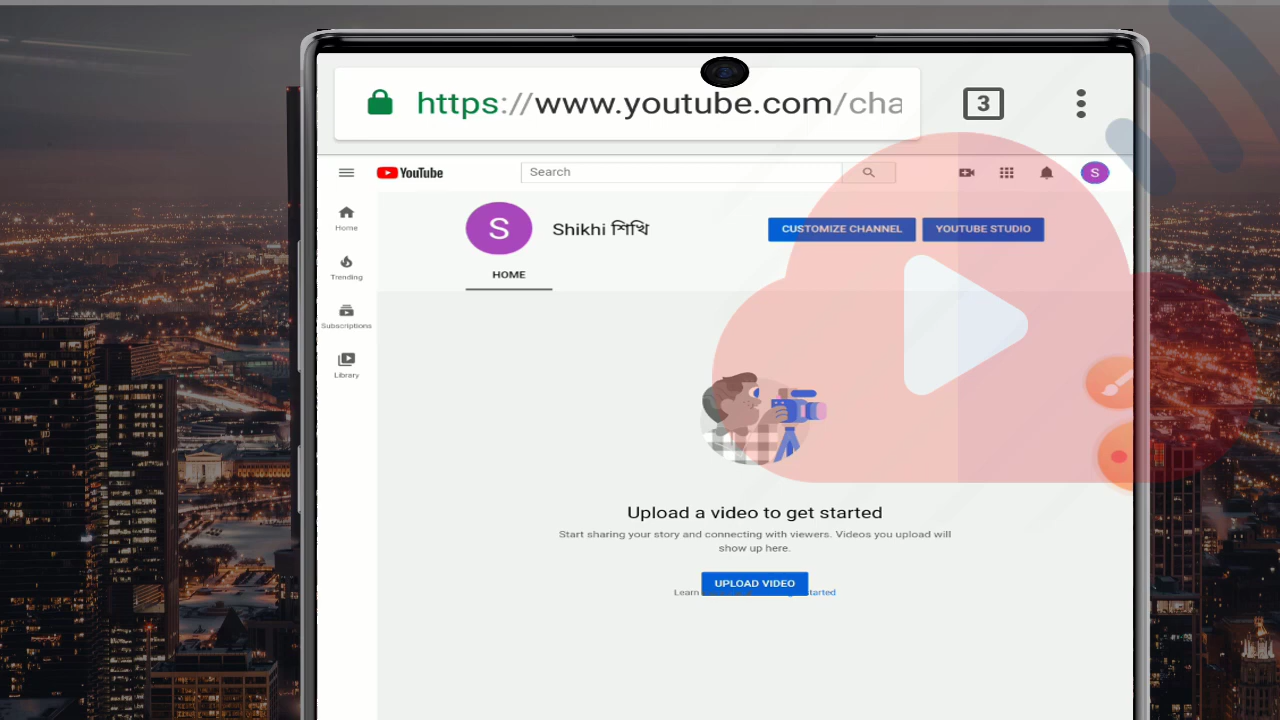 https://www.youtube.com/cha
3
YouTube
Search
S
Home
S
Shikhi শিখি
CUSTOMIZE CHANNEL
YOUTUBE STUDIO
Trending
HOME
Subscriptions
Library
Upload a video to get started
Start sharing your story and connecting with viewers. Videos you upload will
show up here.
UPLOAD VIDEO
Learn started